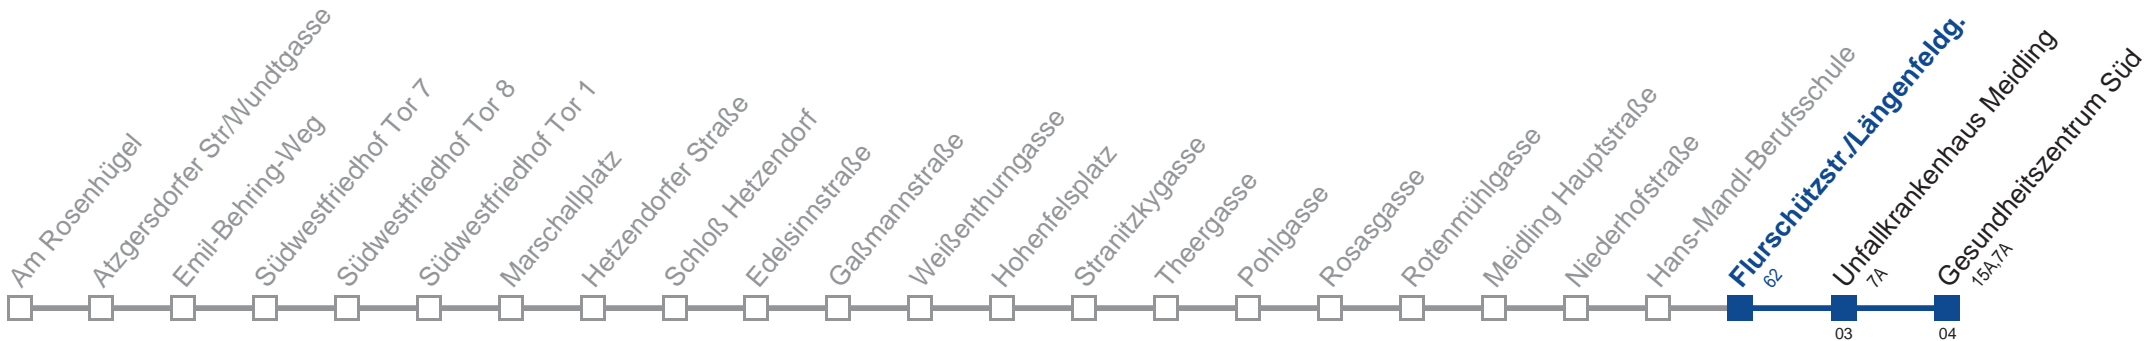 Am Rosenhügel
Atzgersdorfer Str/Wundtgasse
Emil-Behring-Weg
Südwestfriedhof Tor 7
Südwestfriedhof Tor 8
Südwestfriedhof Tor 1
Marschallplatz
Hetzendorfer Straße
Schloß Hetzendorf
Edelsinnstraße
Gaßmannstraße
Weißenthurngasse
Hohenfelsplatz
Stranitzkygasse
Theergasse
Pohlgasse
Rosasgasse
Rotenmühlgasse
Meidling Hauptstraße
Niederhofstraße
Hans-Mandl-Berufsschule
Flurschützstr./Längenfeldg.
62
Unfallkrankenhaus Meidling
7A
Gesundheitszentrum Süd
15A,7A
03
04